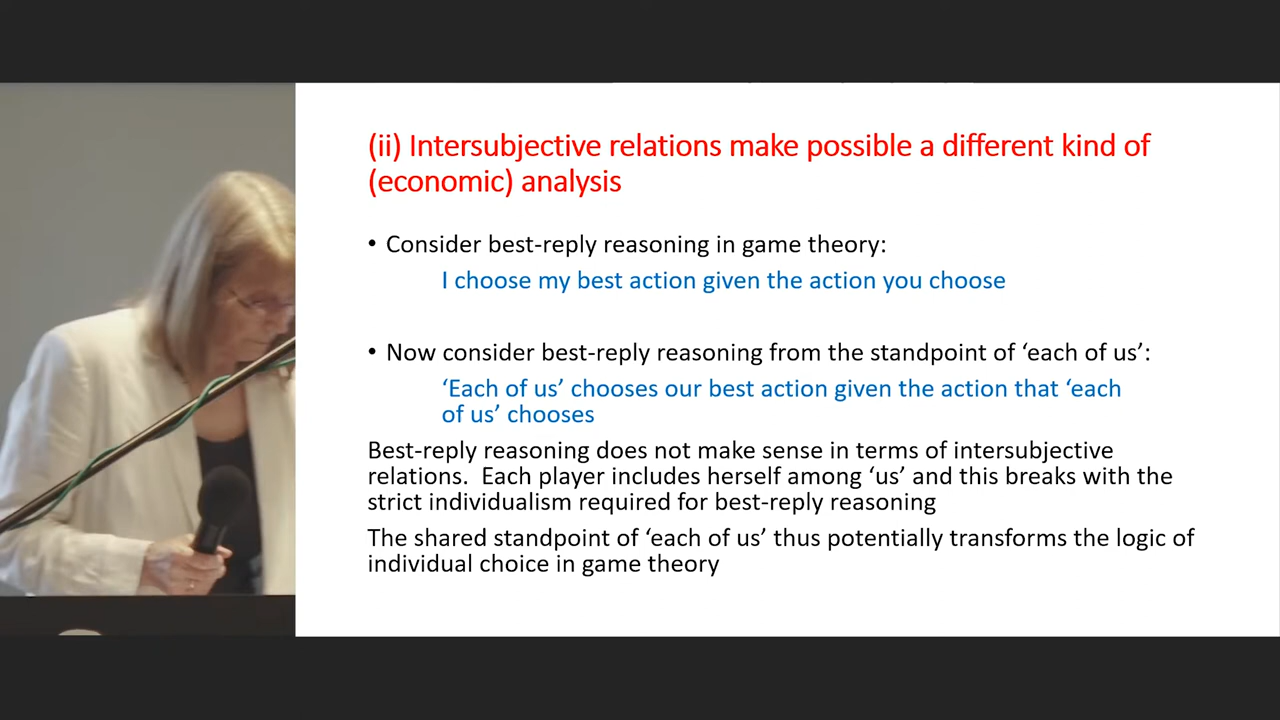 (ii) Intersubjective relations make possible a different kind of
(economic) analysis
• Consider best-reply reasoning in game theory:
I choose my best action given the action you choose
• Now consider best-reply reasoning from the standpoint of ‘each of us’:
‘Each of us’ chooses our best action given the action that ‘each
of us’ chooses
Best-reply reasoning does not make sense in terms of intersubjective
relations.  Each player includes herself among ‘us’ and this breaks with the
strict individualism required for best-reply reasoning
The shared standpoint of ‘each of us’ thus potentially transforms the logic of
individual choice in game theory